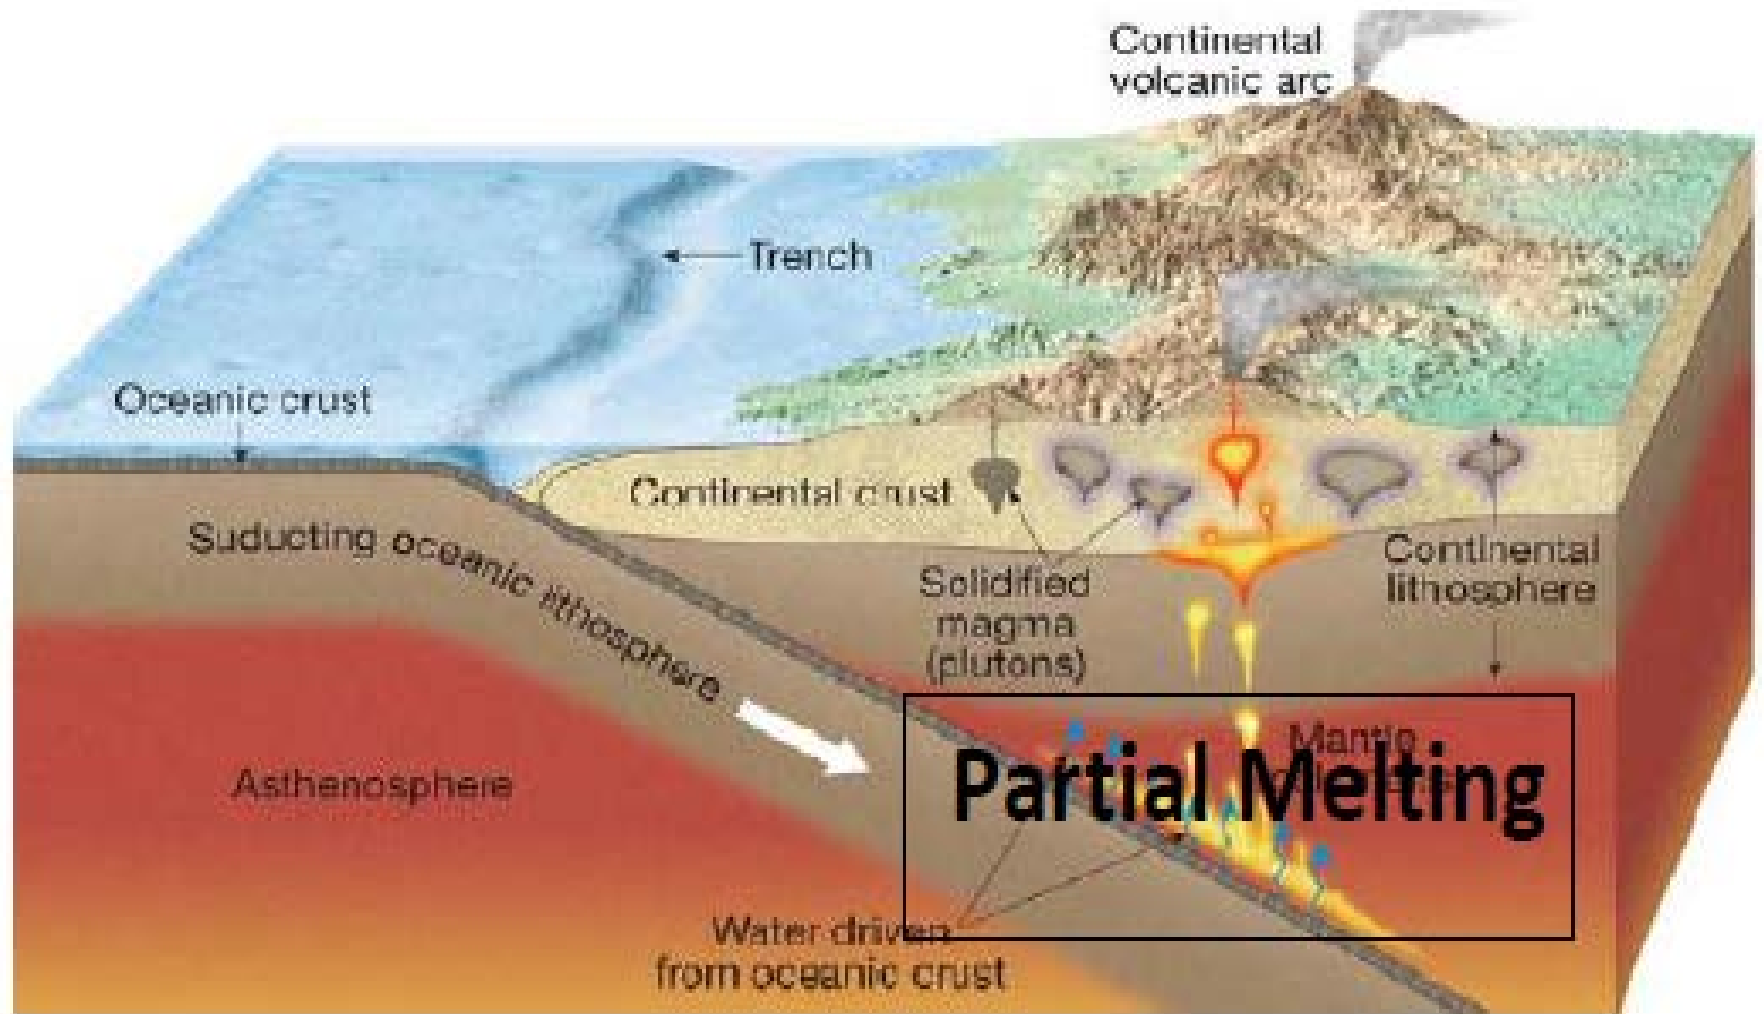 Continental
volcanic arc
Trench
Oceanic crust
Continental crust
Suducting oceanic lithosphere
Solidified
magma
(plutons)
Continental
lithosphere
Mantle
Partial Melting
Asthenosphere
Water driven
from oceanic crust